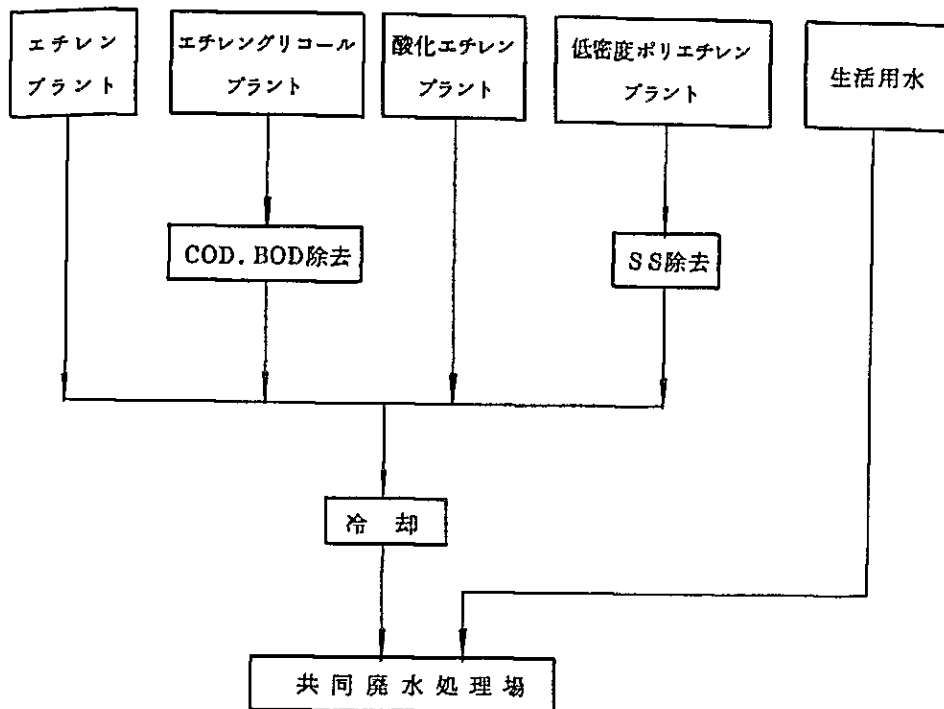 エチレン
プラント
エチレングリコール
プラント
酸化エチレン
プラント
低密度ポリエチレン
プラント
生活用水
COD.BOD除去
SS除去
冷却
共同廃水処理場